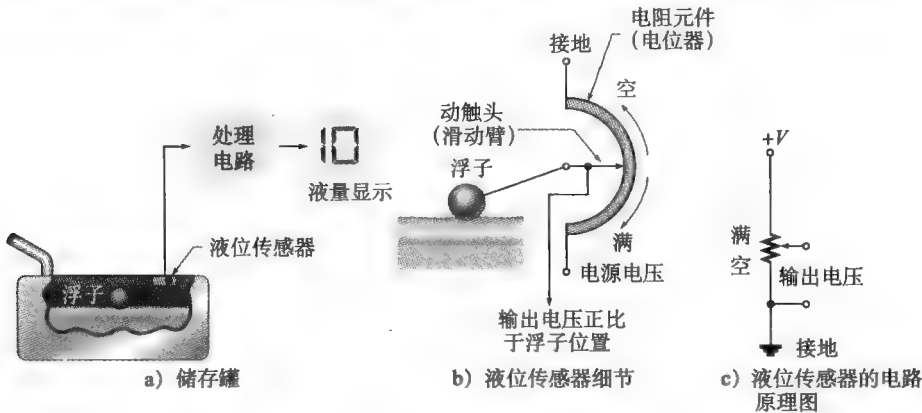 处理
电路
10
液量显示
液位传感器
浮子
a）储存罐
电阻元件
（电位器）
接地
空
动触头
（滑动臂）
浮子
满
电源电压
输出电压正比
于浮子位置
b）液位传感器细节
+V
满
空
输出电压
接地
c）液位传感器的电路
原理图